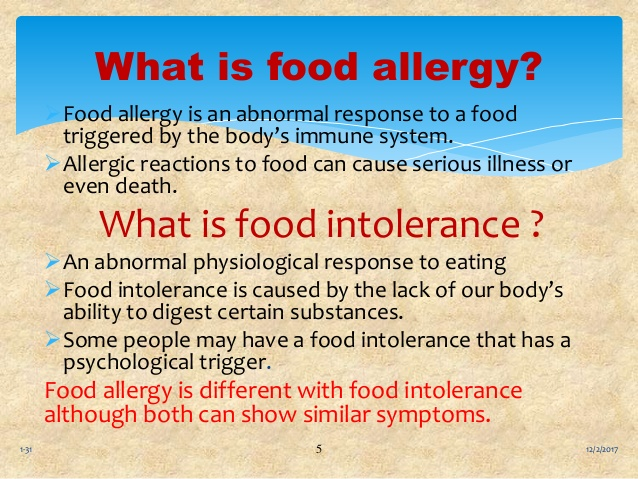 What is food allergy?
➢Food allergy is an abnormal response to a food
triggered by the body’s immune system.
➢Allergic reactions to food can cause serious illness or
even death.
What is food intolerance ?
➢An abnormal physiological response to eating
➢Food intolerance is caused by the lack of our body’s
ability to digest certain substances.
➢Some people may have a food intolerance that has a
psychological trigger.
Food allergy is different with food intolerance
although both can show similar symptoms.
1-31 5 12/2/2017